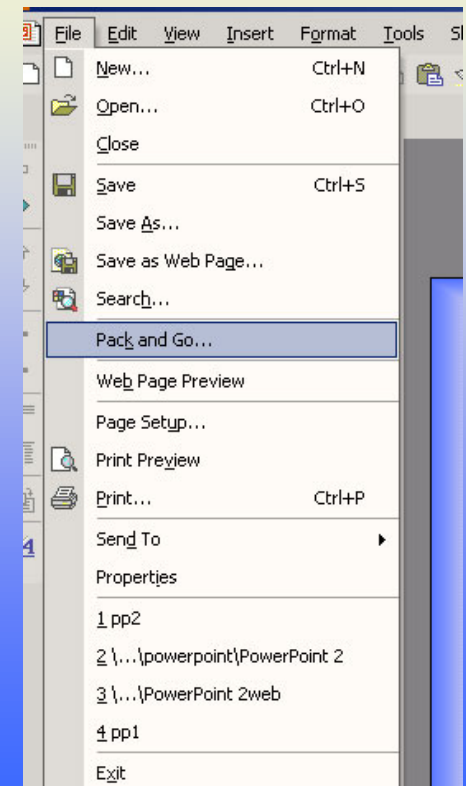 File Edit View Insert Format Tools Sl
New... Ctrl+N
Open... Ctrl+O
Close
Save Ctrl+S
Save As...
Save as Web Page...
Search...
Pack and Go...
Web Page Preview
Page Setup...
Print Preview
Print... Ctrl+P
Send To
Properties
1 pp2
2 \...\powerpoint\PowerPoint 2
3 \...\PowerPoint 2web
4 pp1
Exit
A